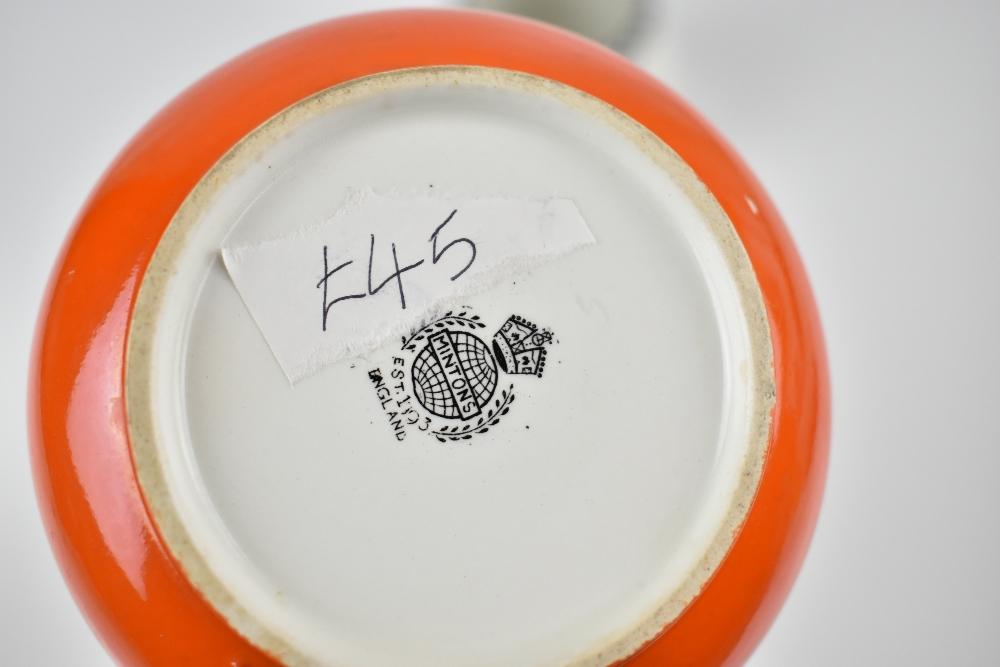 £45
MINTONS
EST. 1793
ENGLAND